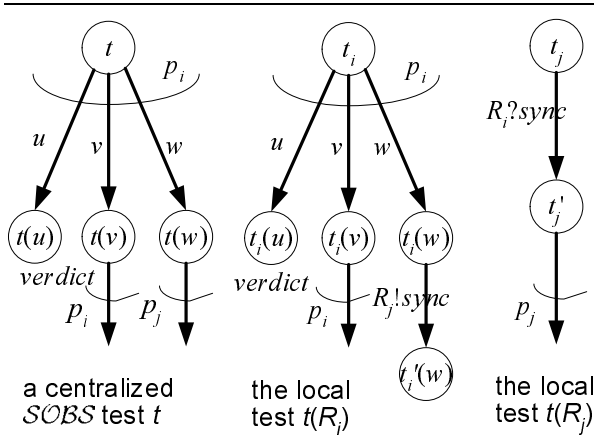 t t_i t_j
p_i p_i
R_i?sync
u v w u v w
t(u) t(v) t(w) t_i(u) t_i(v) t_i(w) t_j'
verdict verdict
R_j!sync
p_i p_j p_i p_j
t_i'(w)
a centralized
SOBS test t
the local
test t(R_i)
the local
test t(R_j)